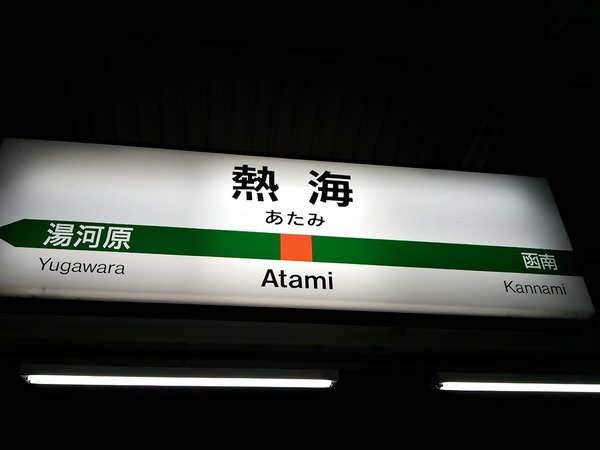 熱海
あたみ
湯河原
函南
Yugawara
Atami
Kannami